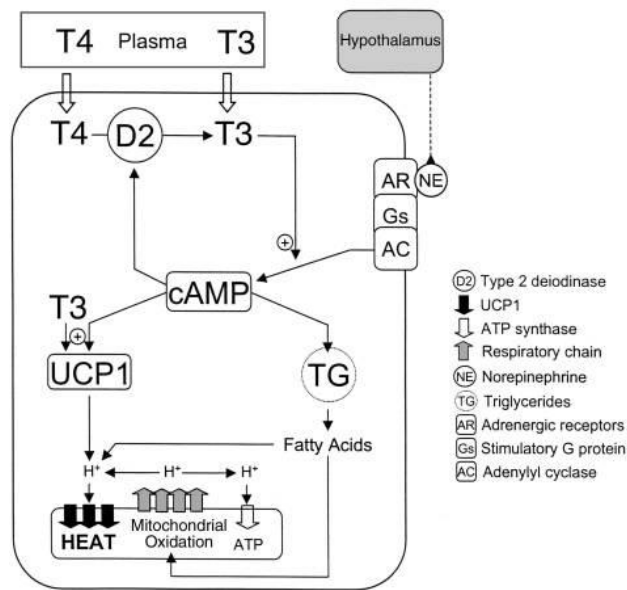 T4 Plasma T3
Hypothalamus
T4 D2 T3
AR NE
Gs
AC
+
cAMP
T3
+
UCP1
TG
Fatty Acids
H+ H+ H+
HEAT
Mitochondrial
Oxidation
ATP
D2 Type 2 deiodinase
UCP1
ATP synthase
Respiratory chain
NE Norepinephrine
TG Triglycerides
AR Adrenergic receptors
Gs Stimulatory G protein
AC Adenylyl cyclase